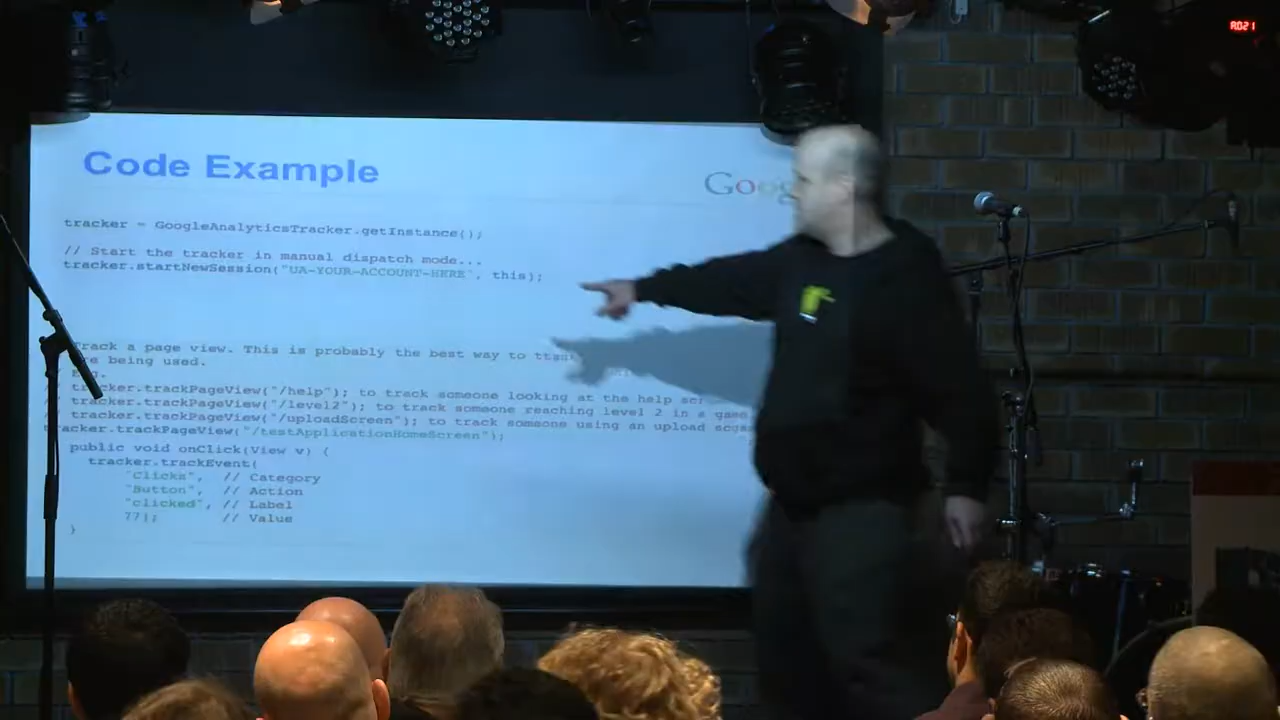 Code Example
Goog
tracker = GoogleAnalyticsTracker.getInstance();
// Start the tracker in manual dispatch mode...
tracker.startNewSession("UA-YOUR-ACCOUNT-HERE", this);
Track a page view. This is probably the best way to
are being used.
Eg.
tracker.trackPageView("/help"); to track someone looking at the help
tracker.trackPageView("/level2"); to track someone reaching level 2 in a game
tracker.trackPageView("/uploadScreen"); to track someone using an upload
tracker.trackPageView("/testApplicationHomeScreen");
public void onClick(View v) {
tracker.trackEvent(
"Clicks", // Category
"Button", // Action
"clicked", // Label
77); // Value
}